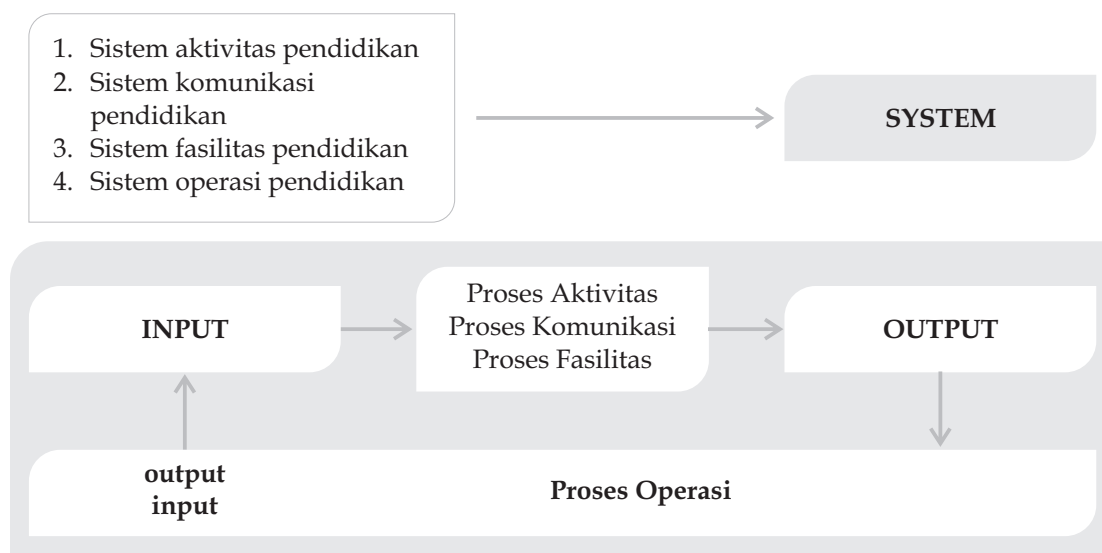 1. Sistem aktivitas pendidikan
2. Sistem komunikasi
pendidikan
3. Sistem fasilitas pendidikan
4. Sistem operasi pendidikan
SYSTEM
INPUT
Proses Aktivitas
Proses Komunikasi
Proses Fasilitas
OUTPUT
output
input
Proses Operasi